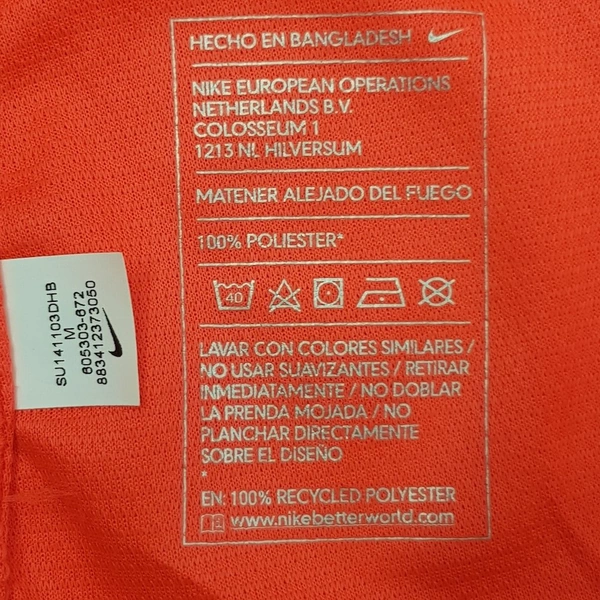 HECHO EN BANGLADESH
NIKE EUROPEAN OPERATIONS
NETHERLANDS B.V.
COLOSSEUM 1
1213 NL HILVERSUM
MATENER ALEJADO DEL FUEGO
100% POLIESTER*
40
LAVAR CON COLORES SIMILARES /
NO USAR SUAVIZANTES / RETIRAR
INMEDIATAMENTE / NO DOBLAR
LA PRENDA MOJADA / NO
PLANCHAR DIRECTAMENTE
SOBRE EL DISEÑO
*
EN: 100% RECYCLED POLYESTER
www.nikebetterworld.com
SU141103DHB
M
605303-672
883412373050